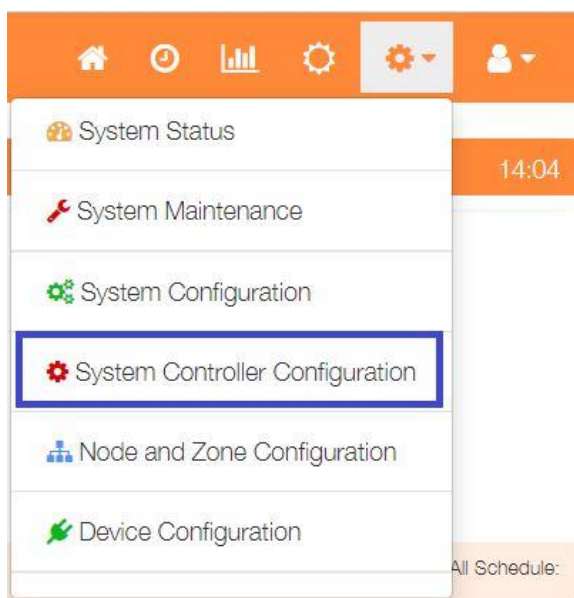 System Status
14:04
System Maintenance
System Configuration
System Controller Configuration
Node and Zone Configuration
Device Configuration
All Schedule: